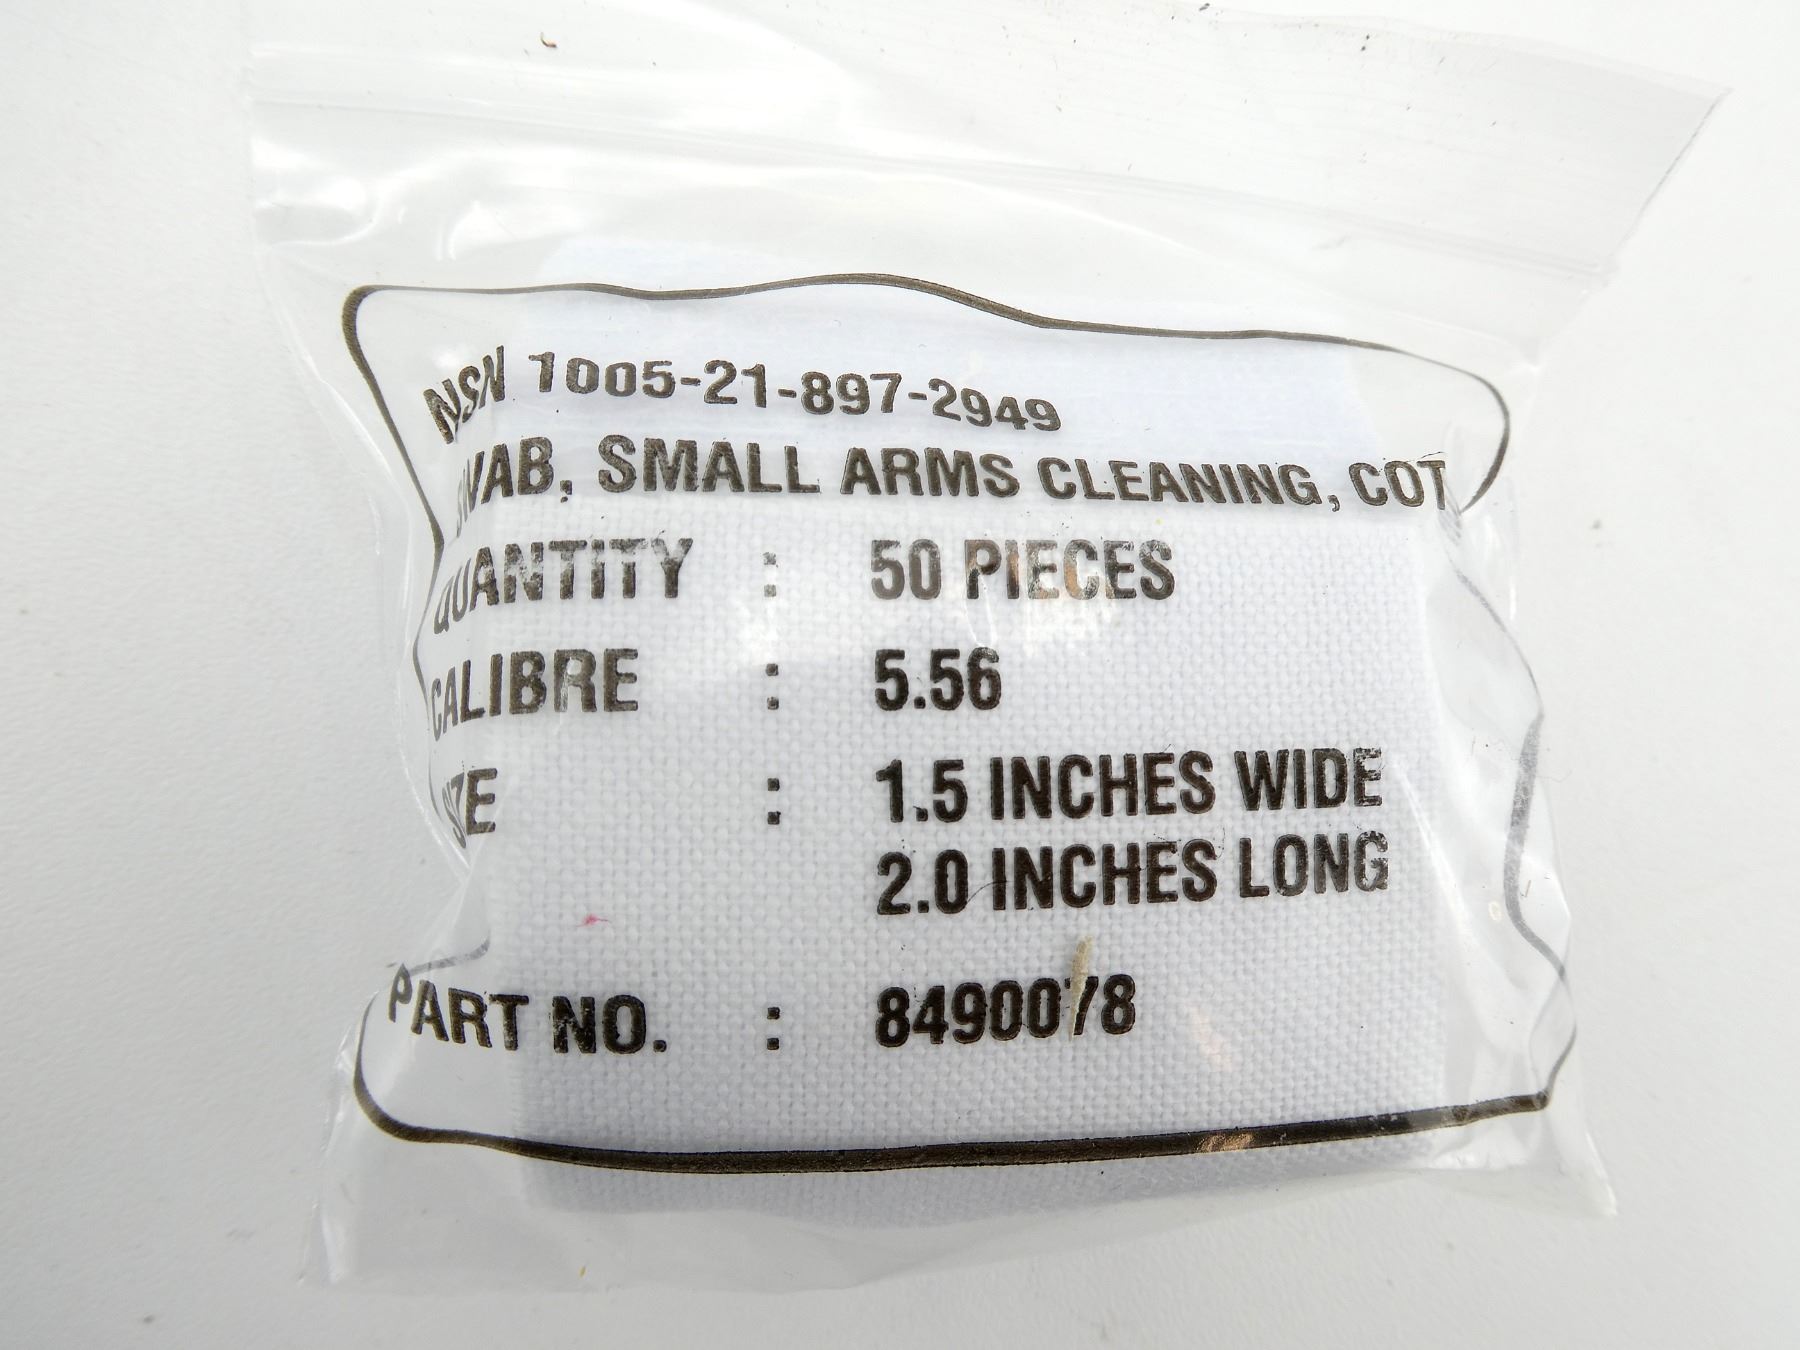 NSN 1005-21-897-2949
SWAB, SMALL ARMS CLEANING, COT
QUANTITY : 50 PIECES
CALIBRE : 5.56
SIZE : 1.5 INCHES WIDE
2.0 INCHES LONG
PART NO. : 8490078